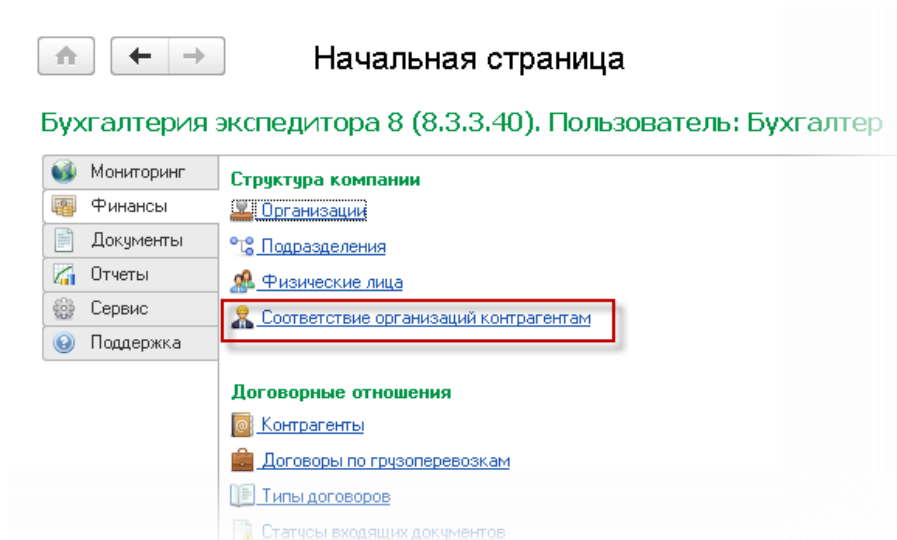 Начальная страница
Бухгалтерия экспедитора 8 (8.3.3.40). Пользователь: Бухгалтер
Мониторинг
Финансы
Документы
Отчеты
Сервис
Поддержка
Структура компании
Организации
Подразделения
Физические лица
Соответствие организаций контрагентам
Договорные отношения
Контрагенты
Договоры по грузоперевозкам
Типы договоров
Статусы входящих документов